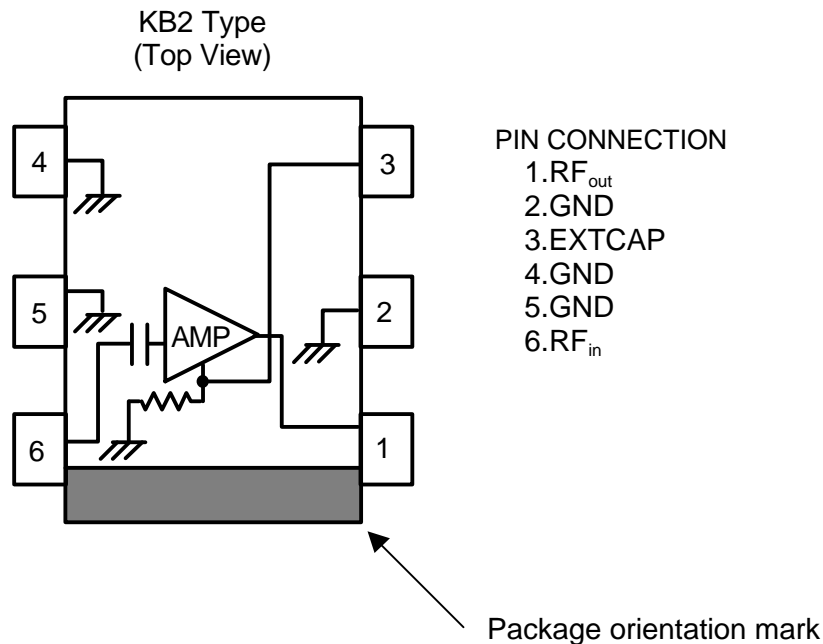 KB2 Type
(Top View)
4
3
5
2
AMP
6
1
PIN CONNECTION
1.RFout
2.GND
3.EXTCAP
4.GND
5.GND
6.RFin
Package orientation mark